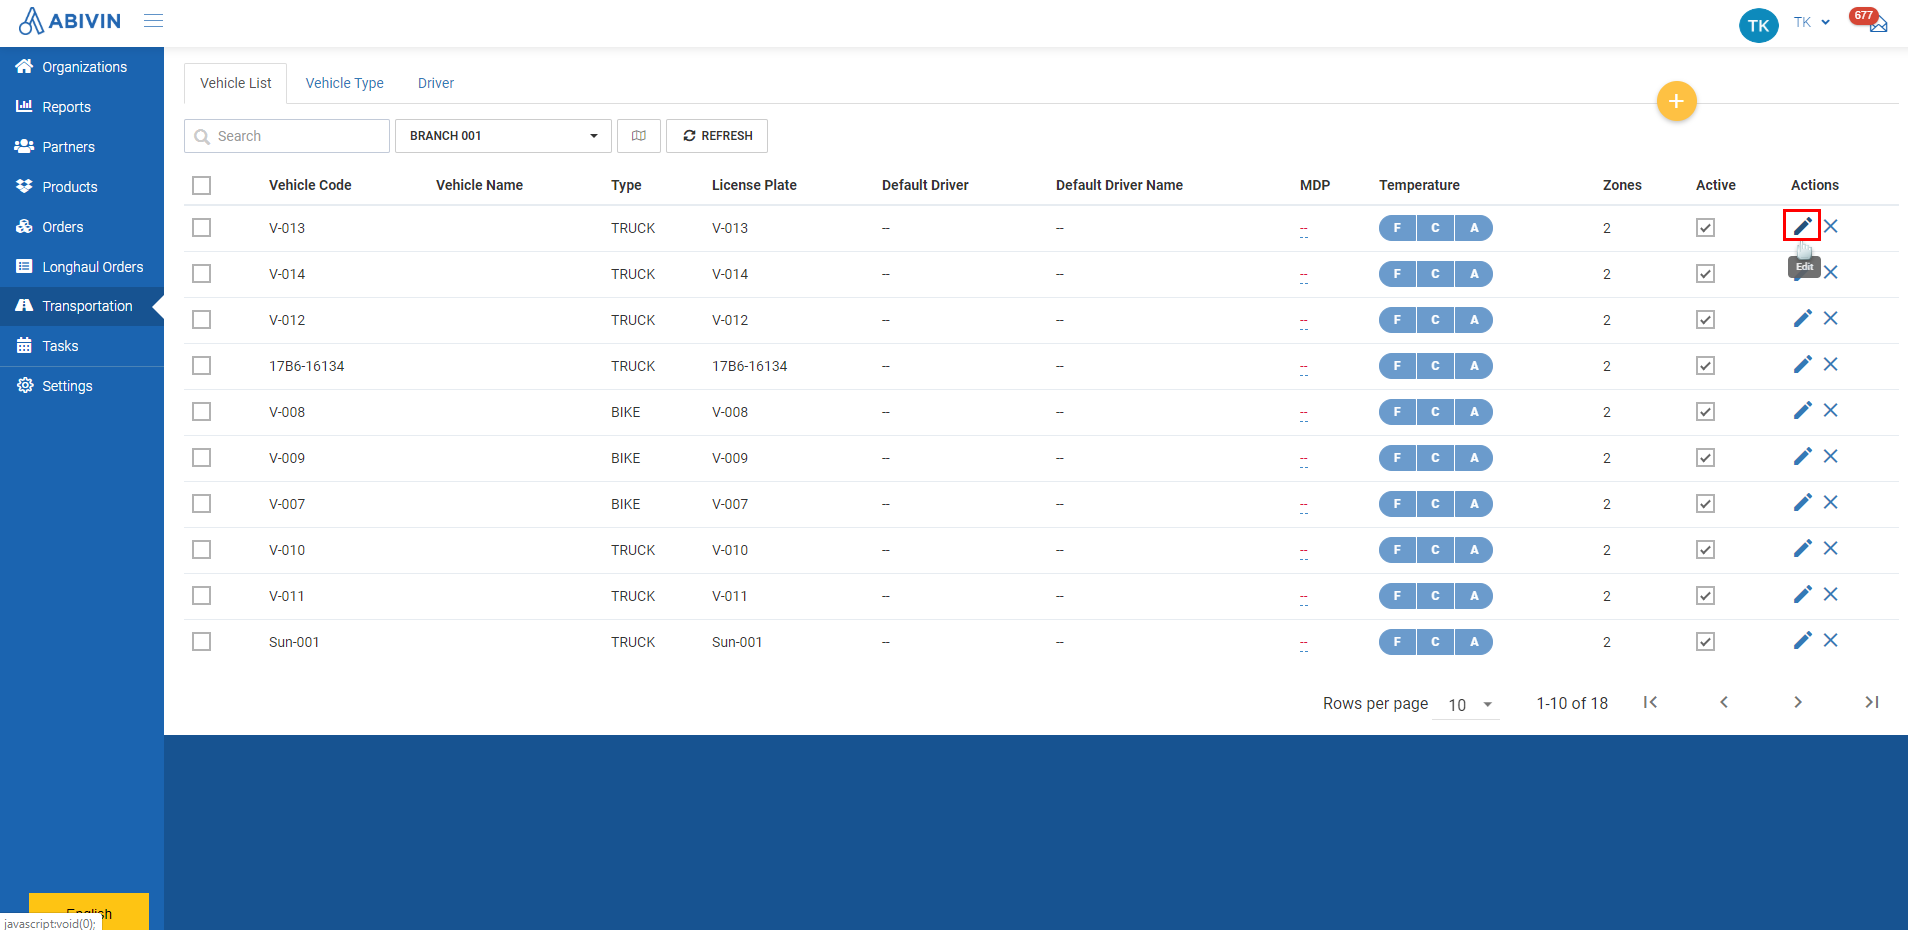 ABIVIN
TK
TK
677
Organizations
Reports
Partners
Products
Orders
Longhaul Orders
Transportation
Tasks
Settings
Vehicle List Vehicle Type Driver
+
Search BRANCH 001 REFRESH
Vehicle Code Vehicle Name Type License Plate Default Driver Default Driver Name MDP Temperature Zones Active Actions
V-013 TRUCK V-013 -- -- -- F C A 2
Edit
V-014 TRUCK V-014 -- -- -- F C A 2
V-012 TRUCK V-012 -- -- -- F C A 2
17B6-16134 TRUCK 17B6-16134 -- -- -- F C A 2
V-008 BIKE V-008 -- -- -- F C A 2
V-009 BIKE V-009 -- -- -- F C A 2
V-007 BIKE V-007 -- -- -- F C A 2
V-010 TRUCK V-010 -- -- -- F C A 2
V-011 TRUCK V-011 -- -- -- F C A 2
Sun-001 TRUCK Sun-001 -- -- -- F C A 2
Rows per page 10 1-10 of 18
English
javascript:void(0);